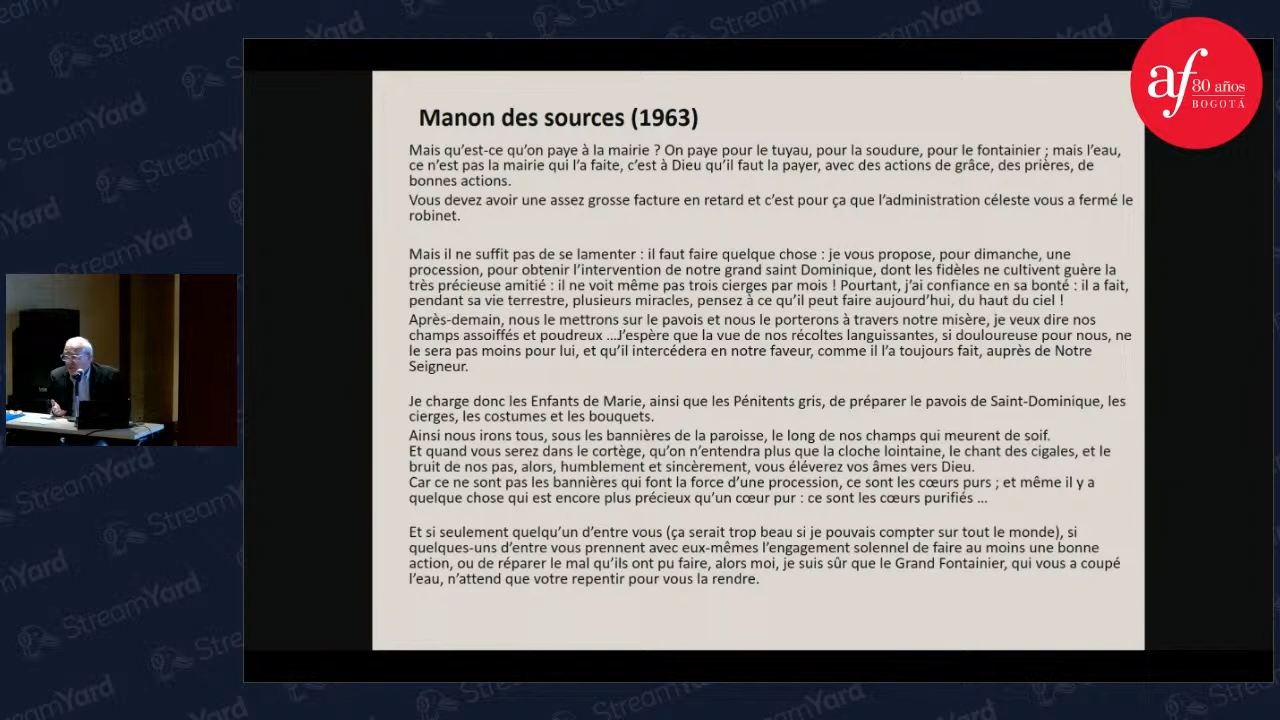 Manon des sources (1963)
Mais qu'est-ce qu'on paye à la mairie ? On paye pour le tuyau, pour la soudure, pour le fontainier ; mais l'eau,
ce n'est pas la mairie qui l'a faite, c'est à Dieu qu'il faut la payer, avec des actions de grâce, des prières, de
bonnes actions.
Vous devez avoir une assez grosse facture en retard et c'est pour ça que l'administration céleste vous a fermé le
robinet.
Mais il ne suffit pas de se lamenter : il faut faire quelque chose : je vous propose, pour dimanche, une
procession, pour obtenir l'intervention de notre grand saint Dominique, dont les fidèles ne cultivent guère la
très précieuse amitié : il ne voit même pas trois cierges par mois ! Pourtant, j'ai confiance en sa bonté : il a fait,
pendant sa vie terrestre, plusieurs miracles, pensez à ce qu'il peut faire aujourd'hui, du haut du ciel !
Après-demain, nous le mettrons sur le pavois et nous le porterons à travers notre misère, je veux dire nos
champs assoiffés et poudreux ...J'espère que la vue de nos récoltes languissantes, si douloureuse pour nous, ne
le sera pas moins pour lui, et qu'il intercédera en notre faveur, comme il l'a toujours fait, auprès de Notre
Seigneur.
Je charge donc les Enfants de Marie, ainsi que les Pénitents gris, de préparer le pavois de Saint-Dominique, les
cierges, les costumes et les bouquets.
Ainsi nous irons tous, sous les bannières de la paroisse, le long de nos champs qui meurent de soif.
Et quand vous serez dans le cortège, qu'on n'entendra plus que la cloche lointaine, le chant des cigales, et le
bruit de nos pas, alors, humblement et sincèrement, vous éléverez vos âmes vers Dieu.
Car ce ne sont pas les bannières qui font la force d'une procession, ce sont les cœurs purs ; et même il y a
quelque chose qui est encore plus précieux qu'un cœur pur : ce sont les cœurs purifiés ...
Et si seulement quelqu'un d'entre vous (ça serait trop beau si je pouvais compter sur tout le monde), si
quelques-uns d'entre vous prennent avec eux-mêmes l'engagement solennel de faire au moins une bonne
action, ou de réparer le mal qu'ils ont pu faire, alors moi, je suis sûr que le Grand Fontainier, qui vous a coupé
l'eau, n'attend que votre repentir pour vous la rendre.
af 80 años
BOGOTÁ
StreamYard